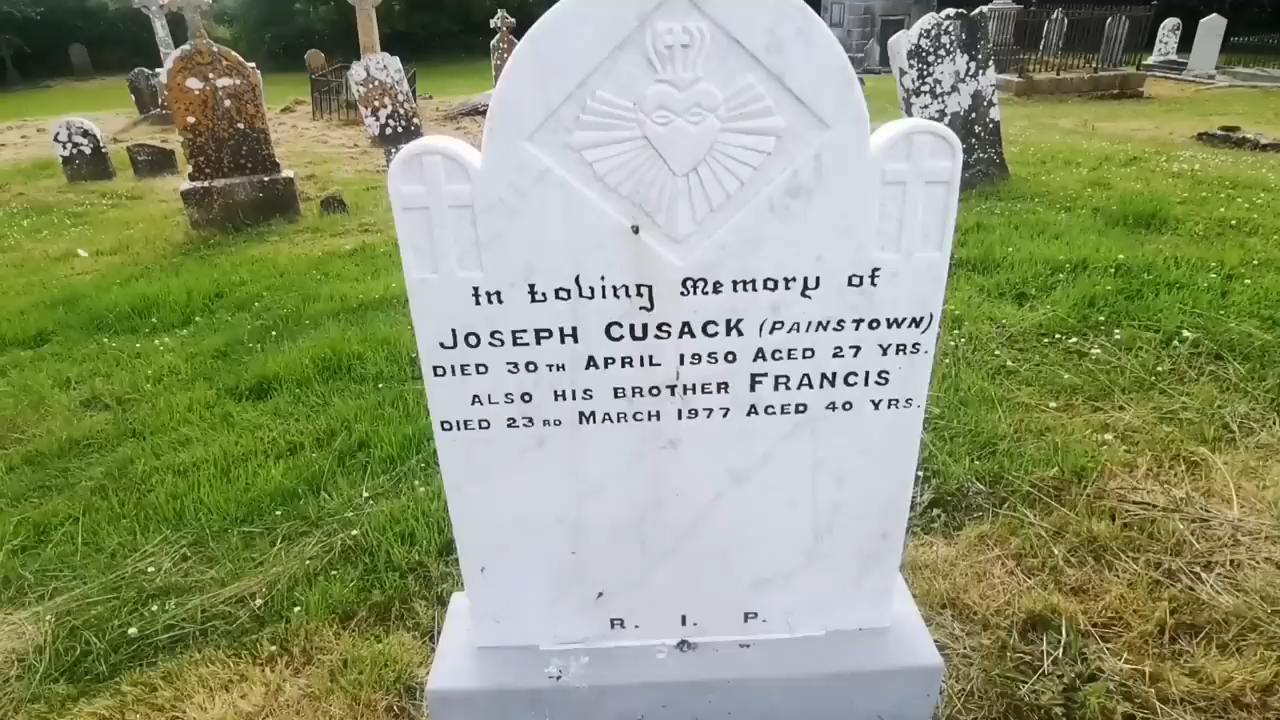 In Loving Memory of
JOSEPH CUSACK (PAINSTOWN)
DIED 30TH APRIL 1950 AGED 27 YRS.
ALSO HIS BROTHER FRANCIS
DIED 23RD MARCH 1977 AGED 40 YRS.
R. I. P.